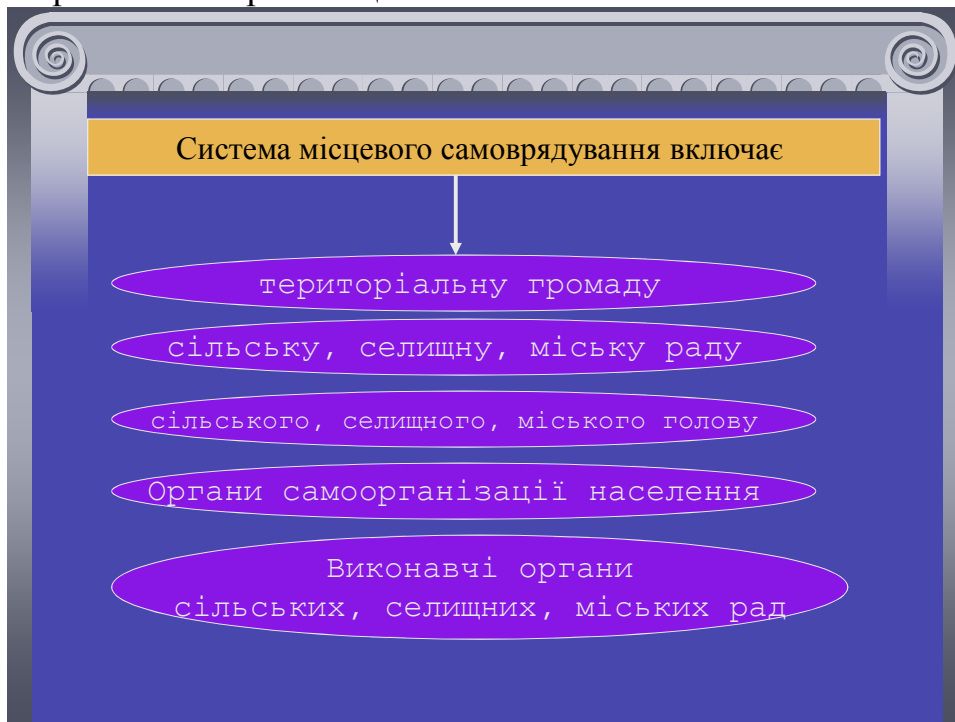 Система місцевого самоврядування включає
територіальну громаду
сільську, селищну, міську раду
сільського, селищного, міського голову
Органи самоорганізації населення
Виконавчі органи
сільських, селищних, міських рад